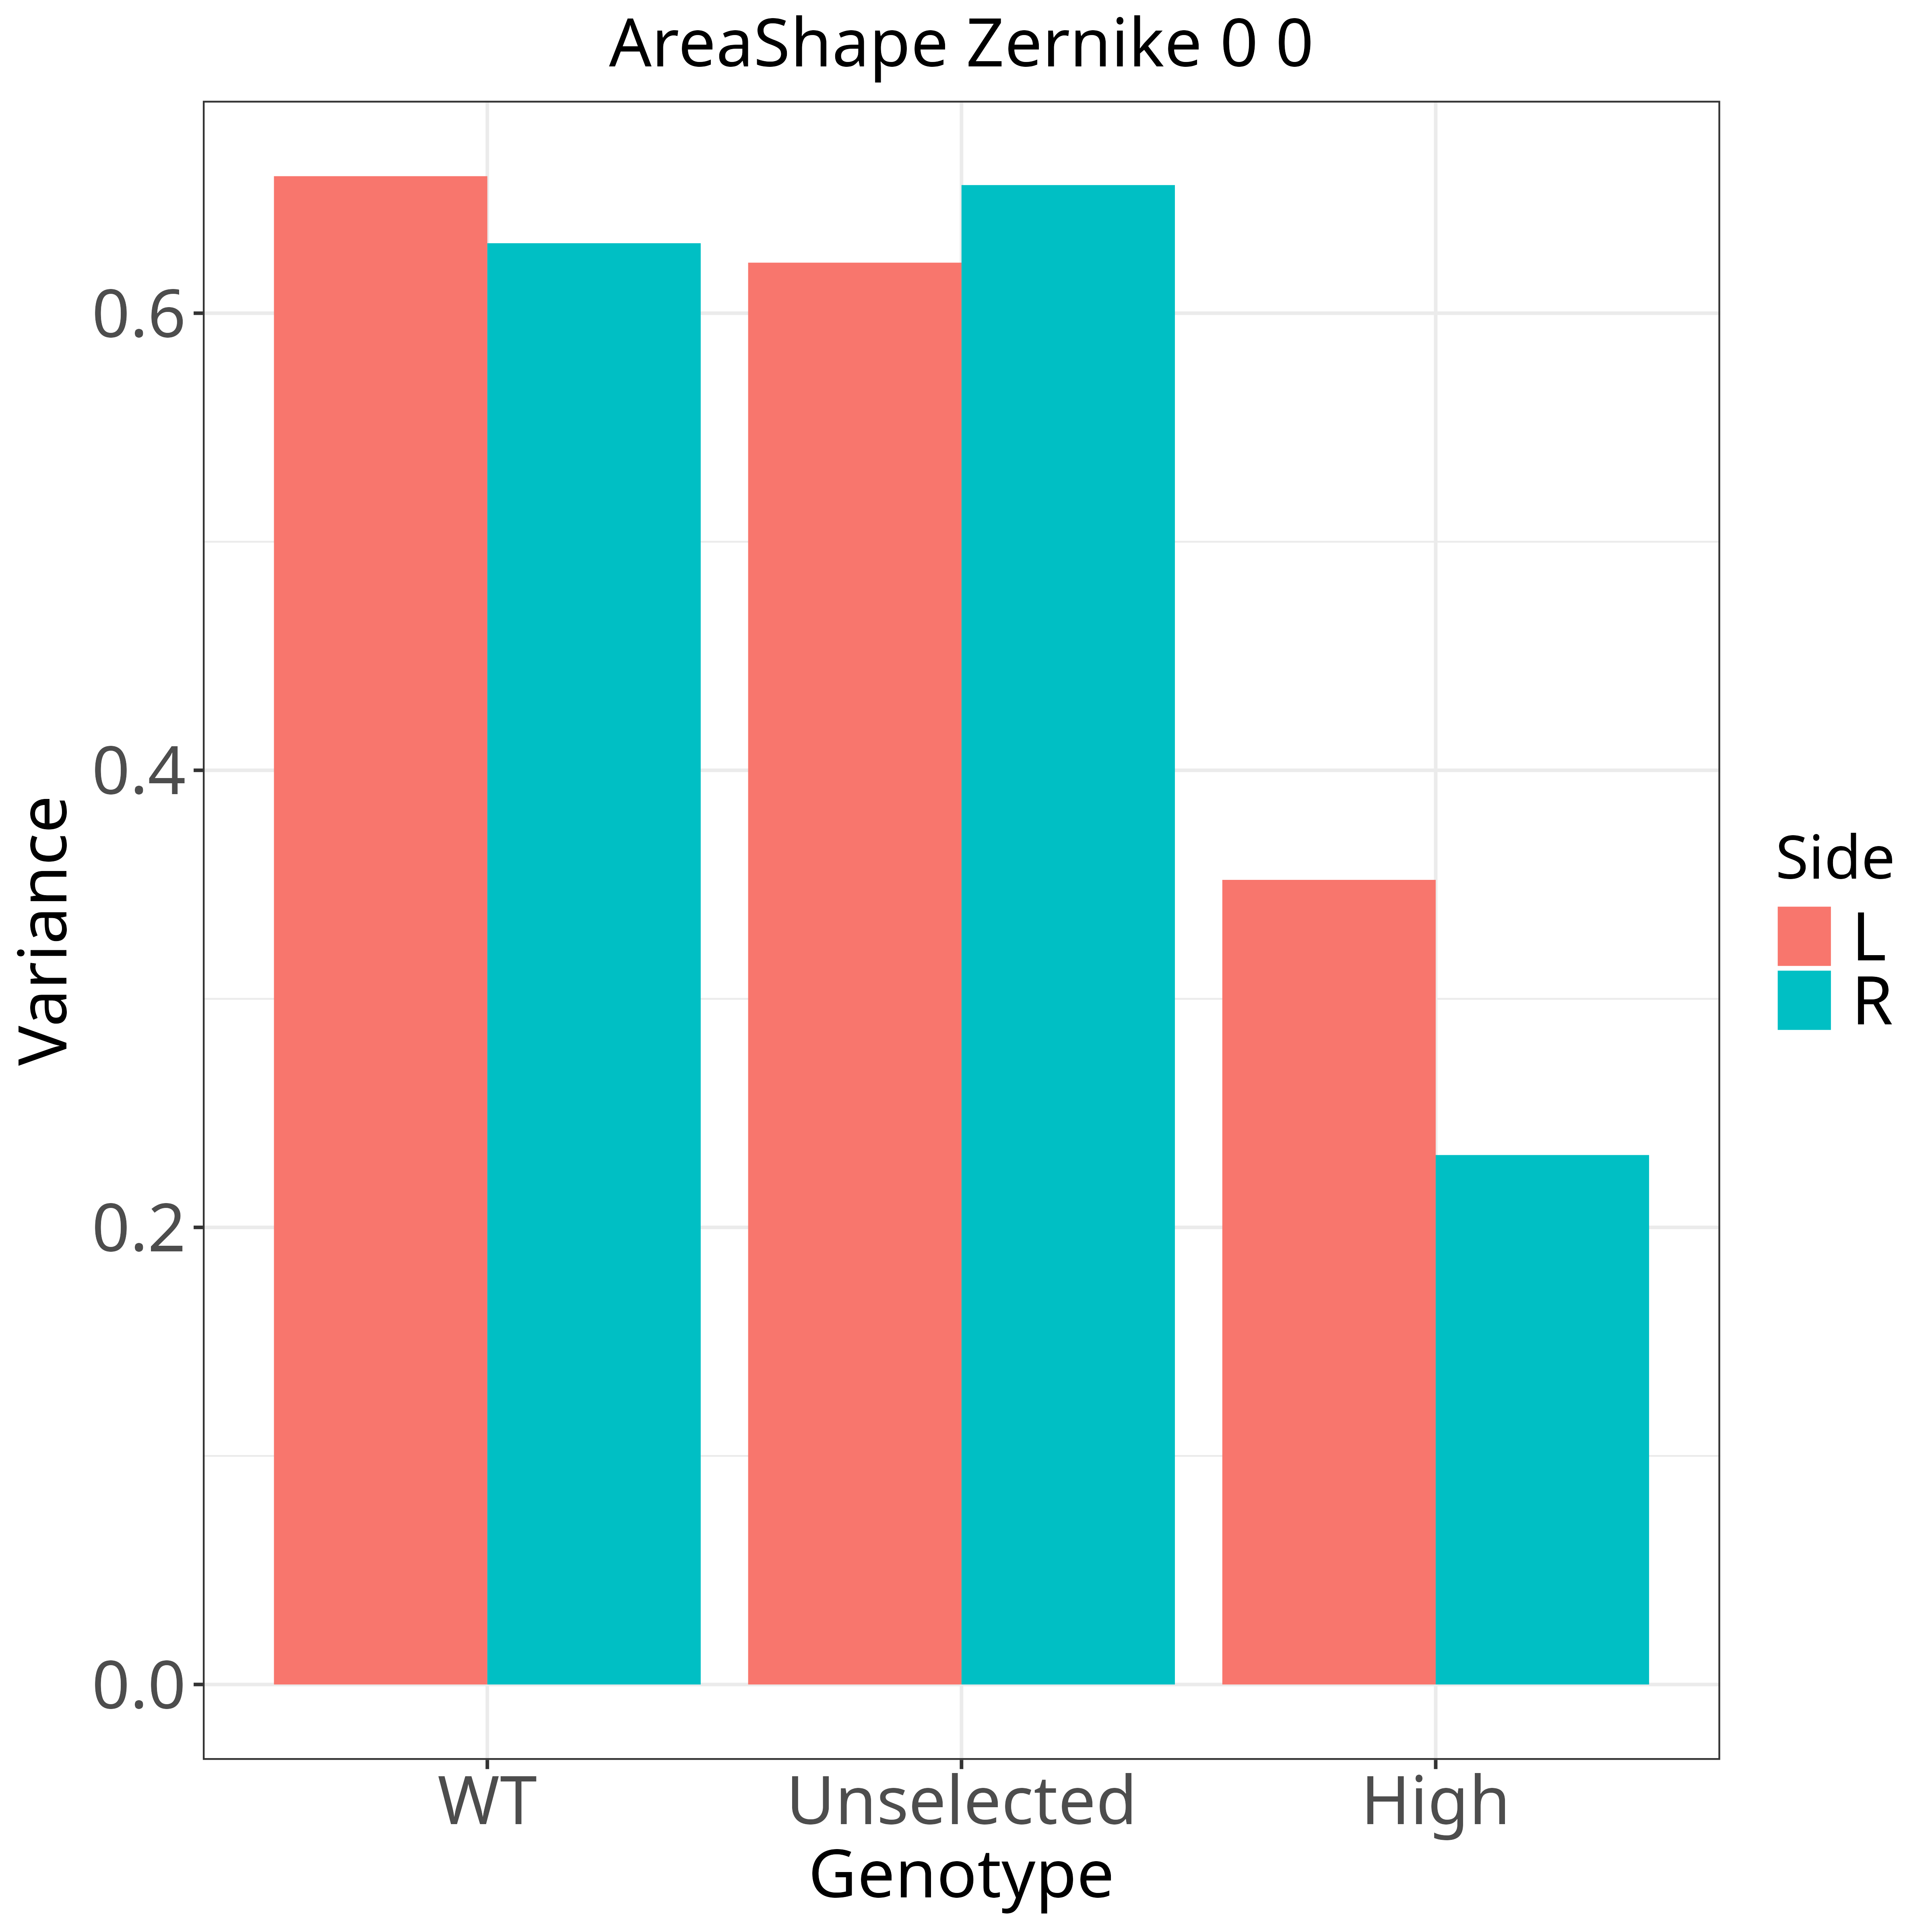 AreaShape Zernike 0 0
Variance
0.6
0.4
0.2
0.0
WT
Unselected
High
Genotype
Side
L
R